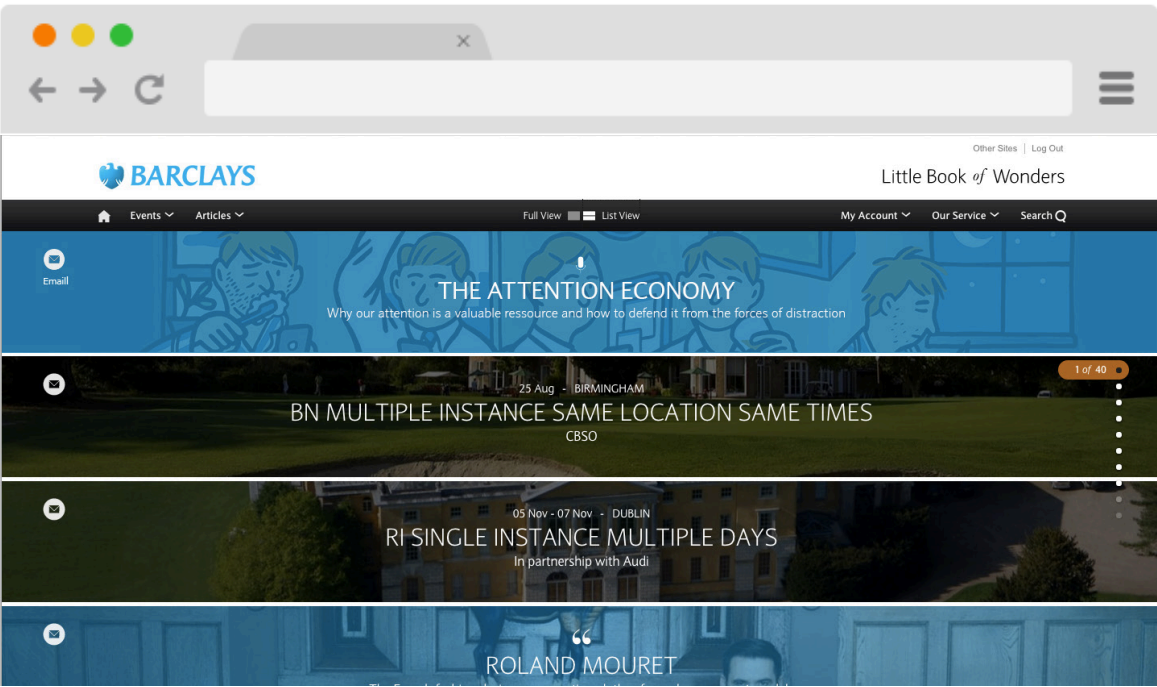 Other Sites | Log Out
BARCLAYS
Little Book of Wonders
Events Articles Full View List View My Account Our Service Search
Emaill
THE ATTENTION ECONOMY
Why our attention is a valuable ressource and how to defend it from the forces of distraction
1 of 40
25 Aug - BIRMINGHAM
BN MULTIPLE INSTANCE SAME LOCATION SAME TIMES
CBSO
05 Nov - 07 Nov - DUBLIN
RI SINGLE INSTANCE MULTIPLE DAYS
In partnership with Audi
“
ROLAND MOURET